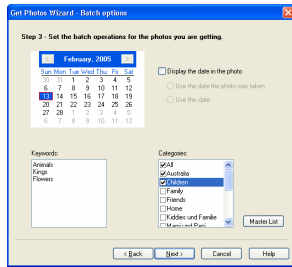 Get Photos Wizard - Batch options
Step 3 - Set the batch operations for the photos you are getting.
February, 2005
Sun Mon Tue Wed Thu Fri Sat
30 31 1 2 3 4 5
6 7 8 9 10 11 12
13 14 15 16 17 18 19
20 21 22 23 24 25 26
27 28 1 2 3 4 5
6 7 8 9 10 11 12
Display the date in the photo
Use the date the photo was taken
Use this date
Keywords:
Animals
Kings
Flowers
Categories:
All
Australia
Children
Family
Friends
Home
Kiddies und Familie
Mami und Papi
Master List
< Back
Next >
Cancel
Help